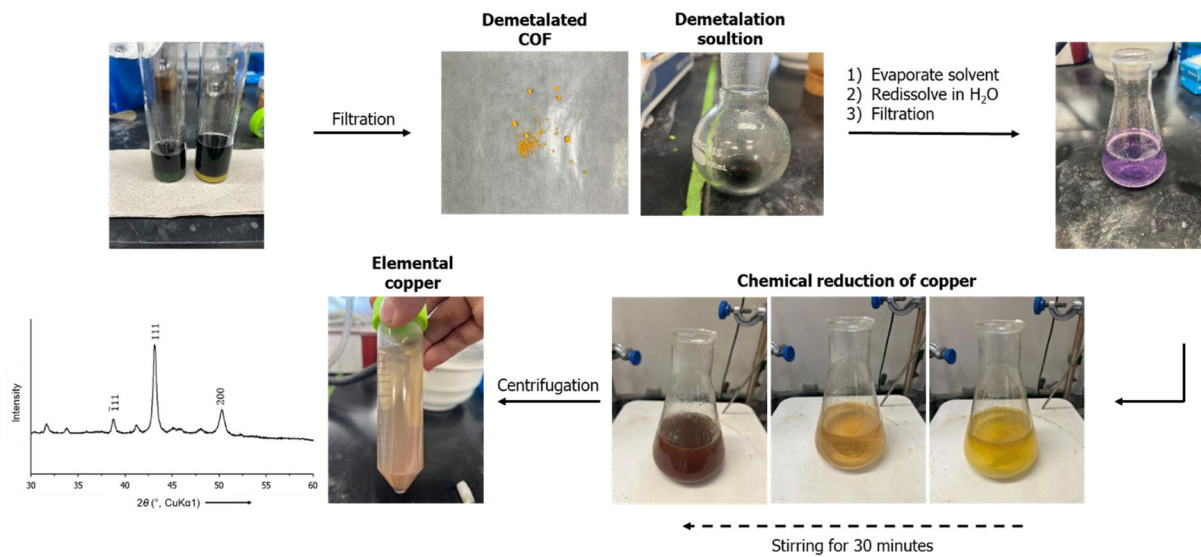 Demetalated
COF
Demetalation
soultion
Filtration
1) Evaporate solvent
2) Redissolve in H₂O
3) Filtration
Elemental
copper
Chemical reduction of copper
Centrifugation
Stirring for 30 minutes
Intensity
1̅11
111
200
30 35 40 45 50 55 60
2θ (°, CuKα1)